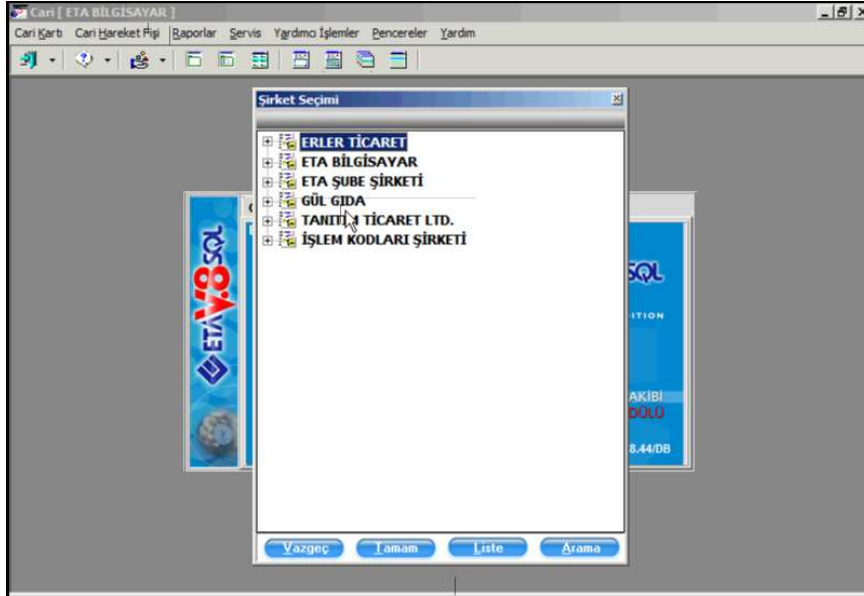 Cari [ ETA BİLGİSAYAR ]
Cari Kartı Cari Hareket Fişi Raporlar Servis Yardımcı İşlemler Pencereler Yardım
Şirket Seçimi
ERLER TİCARET
ETA BİLGİSAYAR
ETA ŞUBE ŞİRKETİ
GÜL GIDA
TANITIM TİCARET LTD.
İŞLEM KODLARI ŞİRKETİ
ETA V.8 SQL
SQL
ITION
AKİBİ
DÜLÜ
8.44/DB
Vazgeç Tamam Liste Arama